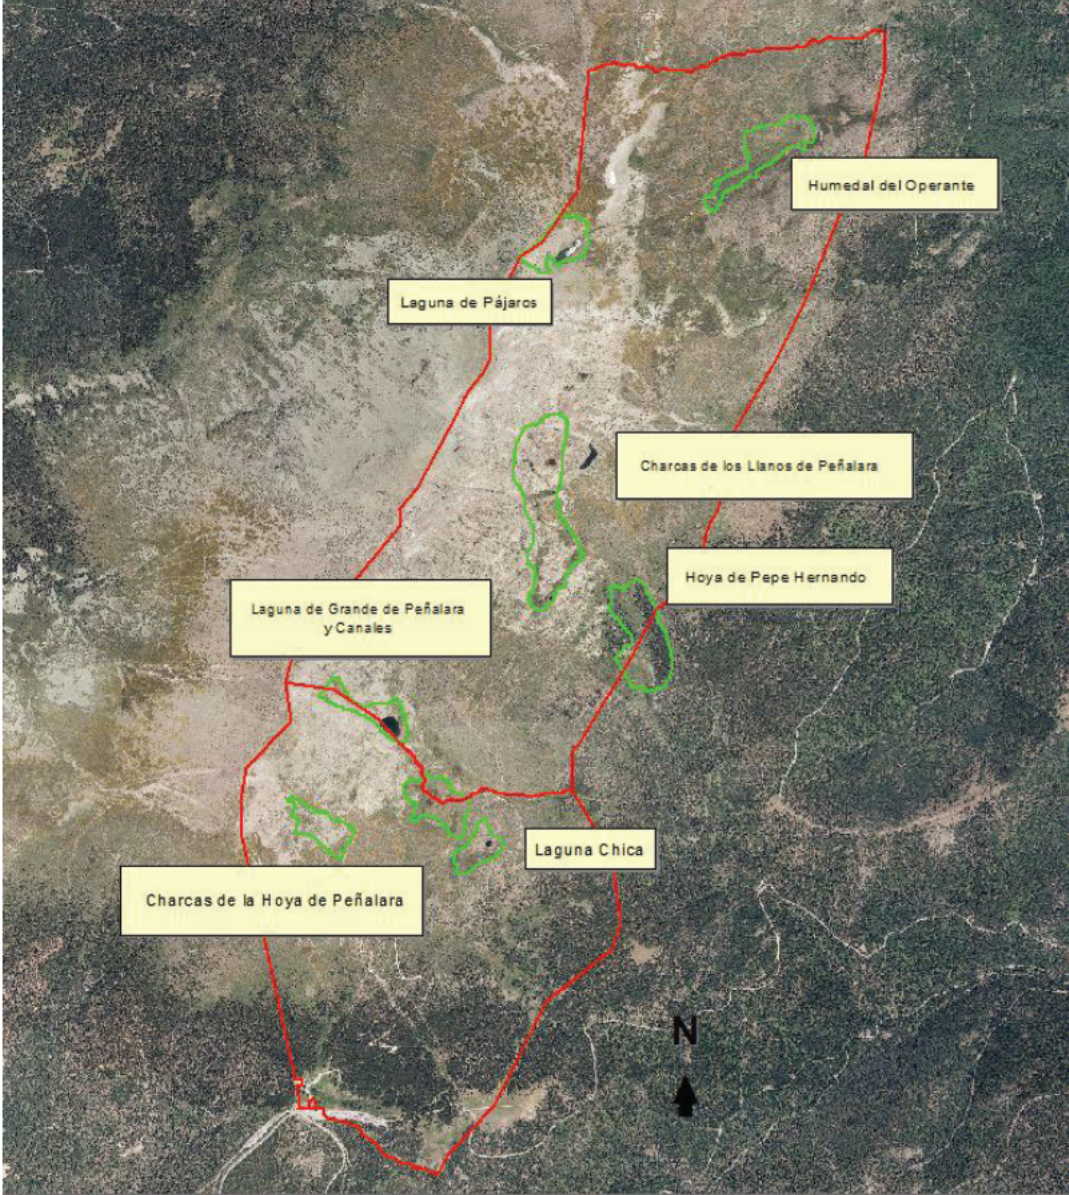 Humedal del Operante
Laguna de Pájaros
Charcas de los Llanos de Peñalara
Hoya de Pepe Hernando
Laguna de Grande de Peñalara
y Canales
Laguna Chica
Charcas de la Hoya de Peñalara
N